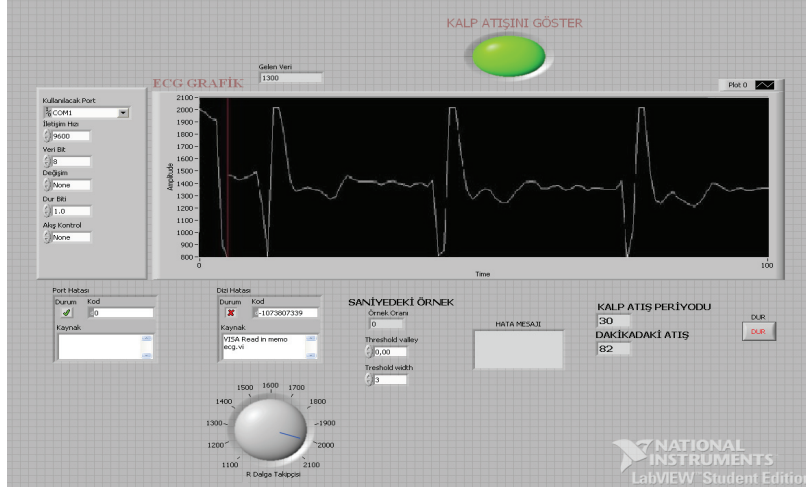 KALP ATIŞINI GÖSTER
Gelen Veri
1300
ECG GRAFİK
Plot 0
Kullanılacak Port
COM1
İletişim Hızı
9600
Veri Bit
8
Değişim
None
Dur Biti
1.0
Akış Kontrol
None
Amplitude
2100
2000
1900
1800
1700
1600
1500
1400
1300
1200
1100
1000
900
800
0
100
Time
Port Hatası
Durum Kod
0
Kaynak
Dizi Hatası
Durum Kod
-1073807339
Kaynak
VISA Read in memo
ecg.vi
SANİYEDEKİ ÖRNEK
Örnek Oranı
0
Threshold valley
0,00
Treshold width
3
HATA MESAJI
KALP ATIŞ PERİYODU
30
DAKİKADAKİ ATIŞ
82
DUR
DUR
1100
1200
1300
1400
1500
1600
1700
1800
1900
2000
2100
R Dalga Takipçisi
NATIONAL
INSTRUMENTS
LabVIEW Student Edition